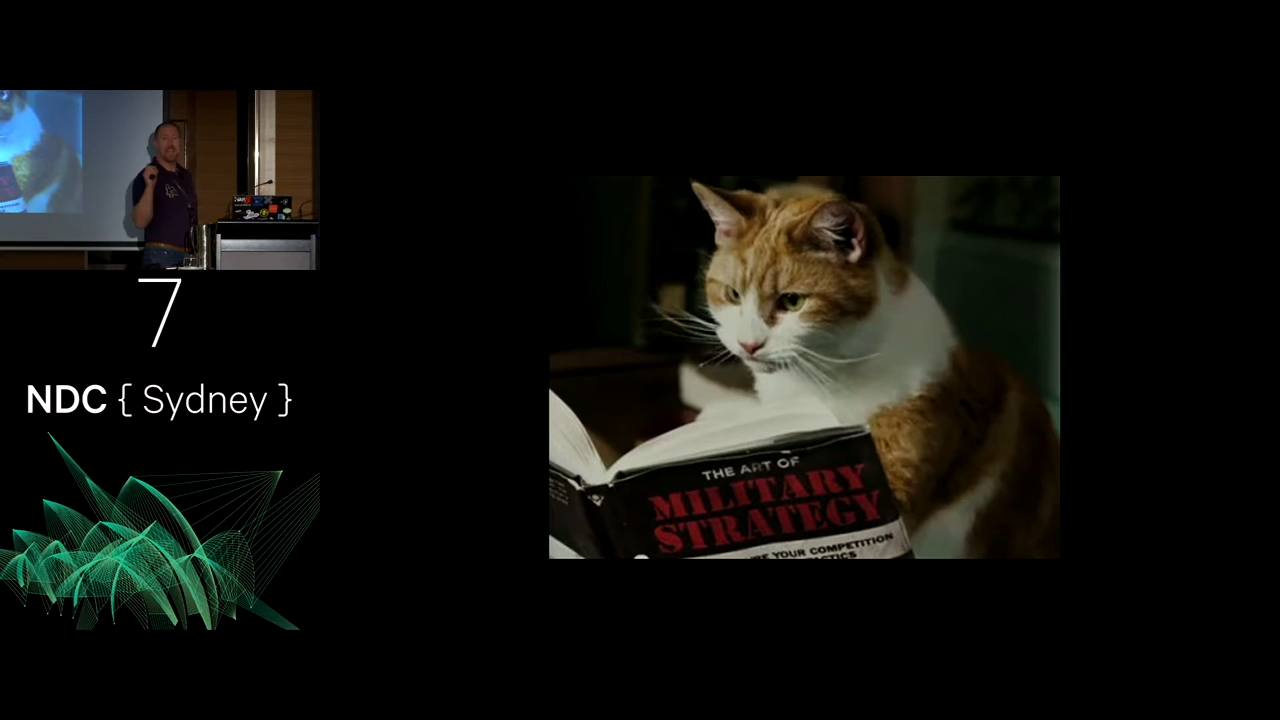 7
NDC { Sydney }
THE ART OF
MILITARY
STRATEGY
YOUR COMPETITION